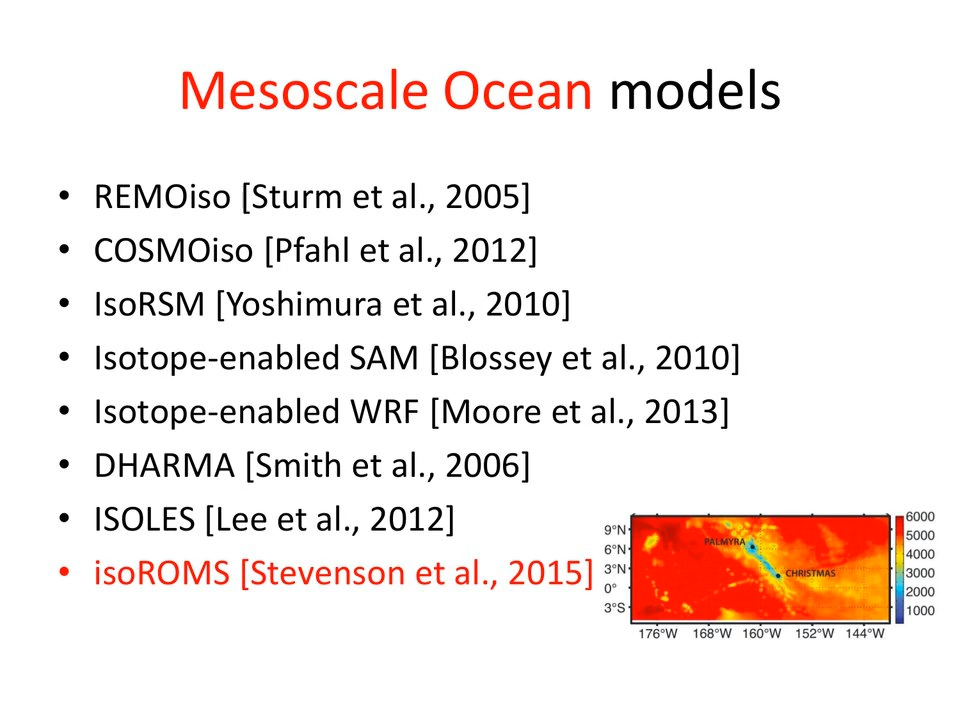 Mesoscale Ocean models
• REMOiso [Sturm et al., 2005]
• COSMOiso [Pfahl et al., 2012]
• IsoRSM [Yoshimura et al., 2010]
• Isotope-enabled SAM [Blossey et al., 2010]
• Isotope-enabled WRF [Moore et al., 2013]
• DHARMA [Smith et al., 2006]
• ISOLES [Lee et al., 2012]
• isoROMS [Stevenson et al., 2015]
9°N
6°N
3°N
0°
3°S
PALMYRA
CHRISTMAS
176°W 168°W 160°W 152°W 144°W
6000
5000
4000
3000
2000
1000